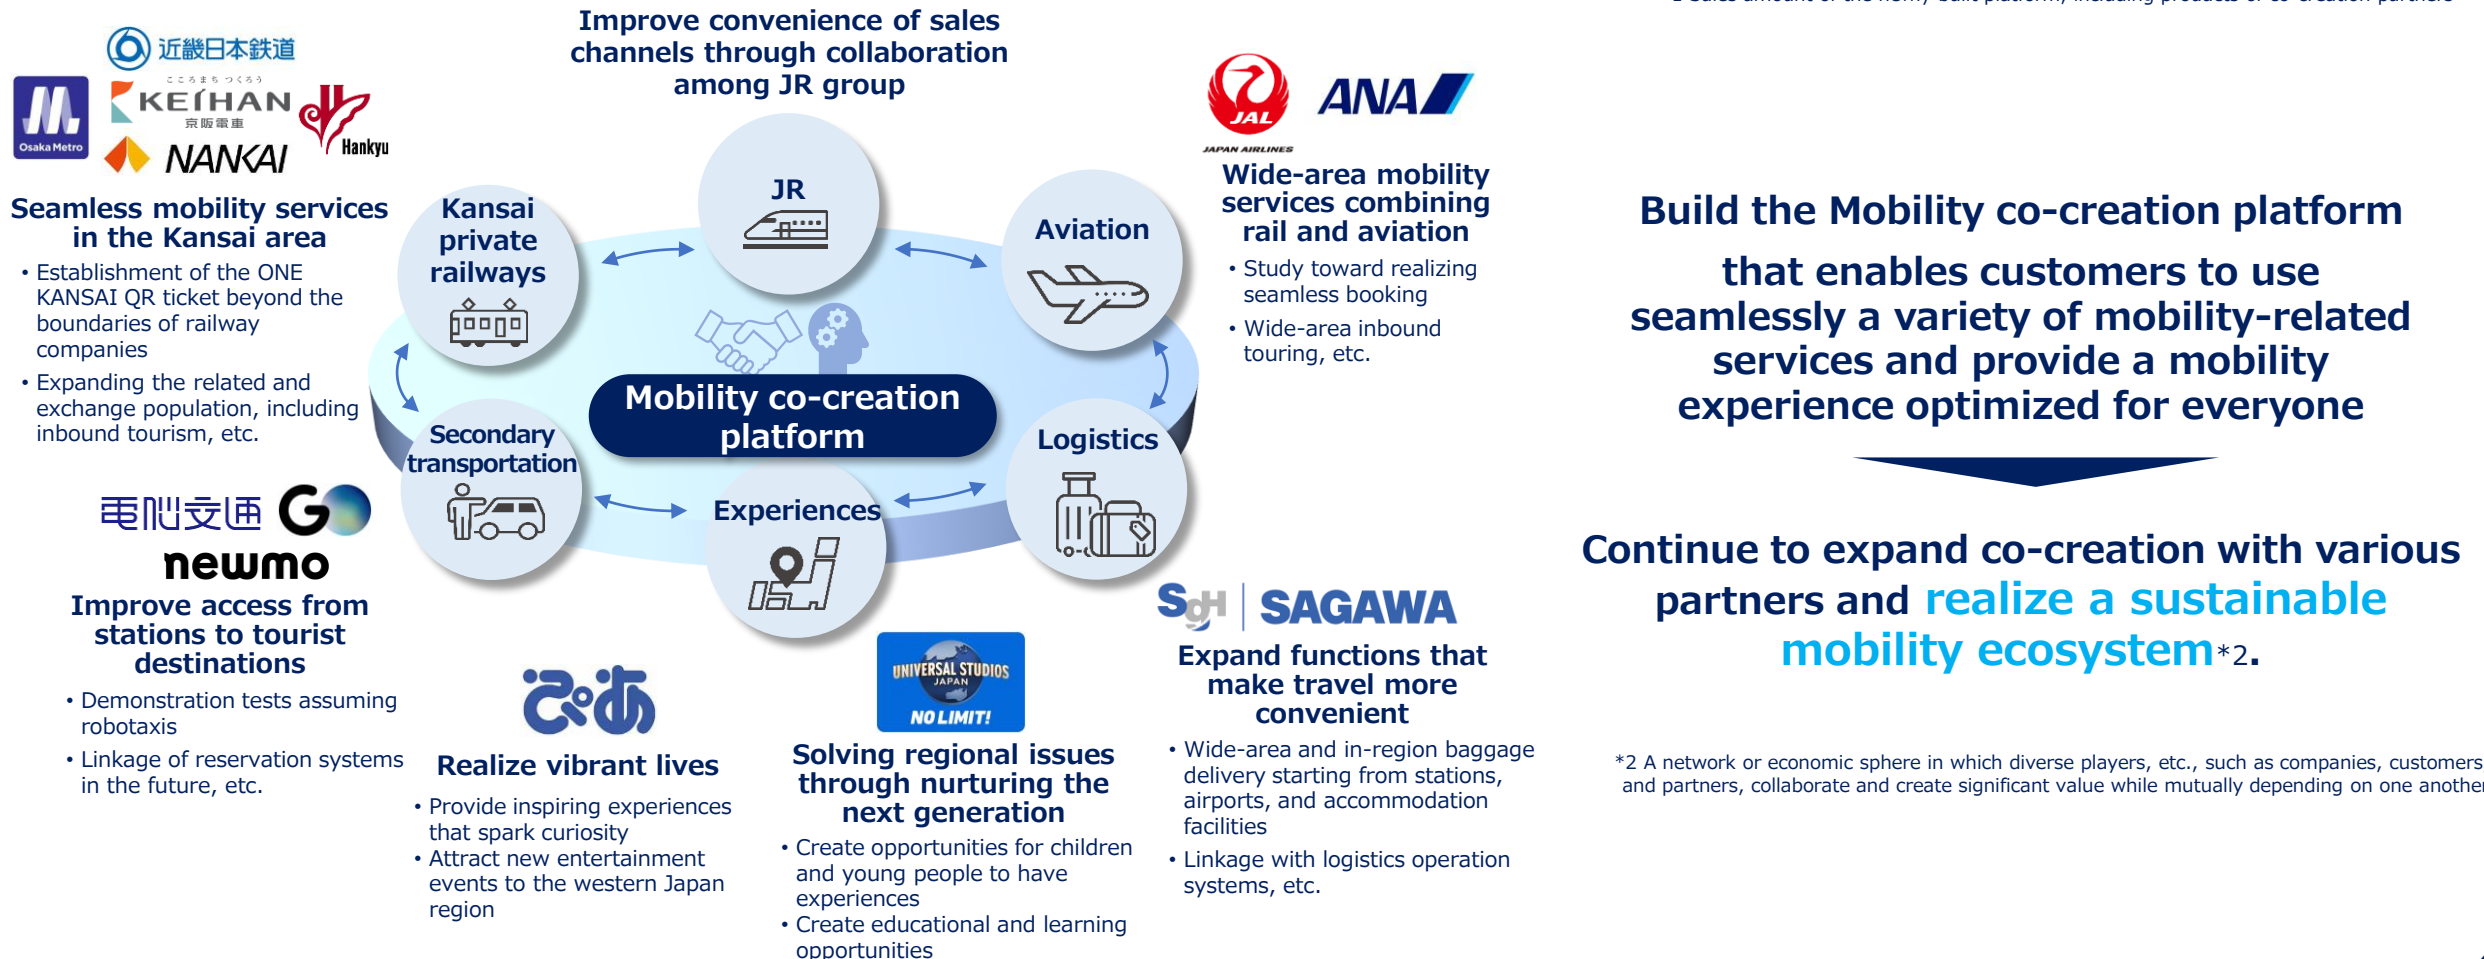 Improve convenience of sales
channels through collaboration
among JR group
近畿日本鉄道
こころまち つくろう
KEIHAN
京阪電車
Osaka Metro
NANKAI
Hankyu
Seamless mobility services
in the Kansai area
• Establishment of the ONE
KANSAI QR ticket beyond the
boundaries of railway
companies
• Expanding the related and
exchange population, including
inbound tourism, etc.
Kansai
private
railways
JR
Aviation
Mobility co-creation
platform
Secondary
transportation
Experiences
Logistics
JAL
JAPAN AIRLINES
ANA
Wide-area mobility
services combining
rail and aviation
• Study toward realizing
seamless booking
• Wide-area inbound
touring, etc.
電脳交通
GO
newmo
Improve access from
stations to tourist
destinations
• Demonstration tests assuming
robotaxis
• Linkage of reservation systems
in the future, etc.
ぴあ
Realize vibrant lives
• Provide inspiring experiences
that spark curiosity
• Attract new entertainment
events to the western Japan
region
UNIVERSAL STUDIOS
JAPAN
NO LIMIT!
Solving regional issues
through nurturing the
next generation
• Create opportunities for children
and young people to have
experiences
• Create educational and learning
opportunities
SGH
SAGAWA
Expand functions that
make travel more
convenient
• Wide-area and in-region baggage
delivery starting from stations,
airports, and accommodation
facilities
• Linkage with logistics operation
systems, etc.
Build the Mobility co-creation platform
that enables customers to use
seamlessly a variety of mobility-related
services and provide a mobility
experience optimized for everyone
Continue to expand co-creation with various
partners and realize a sustainable
mobility ecosystem*2.
*2 A network or economic sphere in which diverse players, etc., such as companies, customers
and partners, collaborate and create significant value while mutually depending on one another